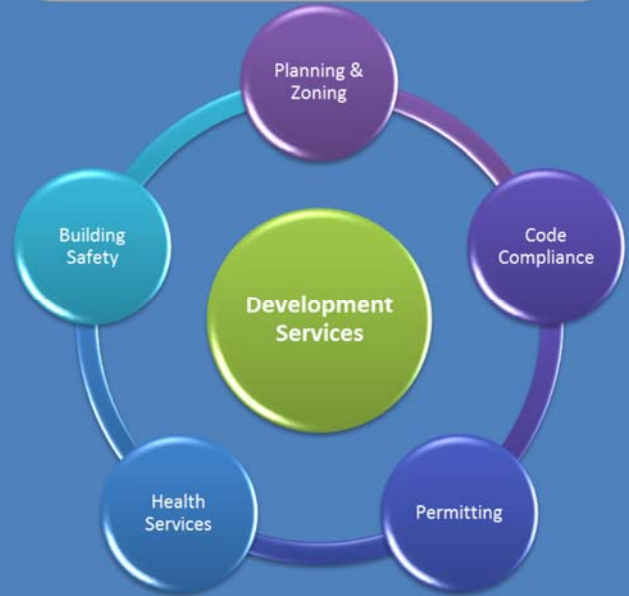 Planning &
Zoning
Code
Compliance
Permitting
Health
Services
Building
Safety
Development
Services